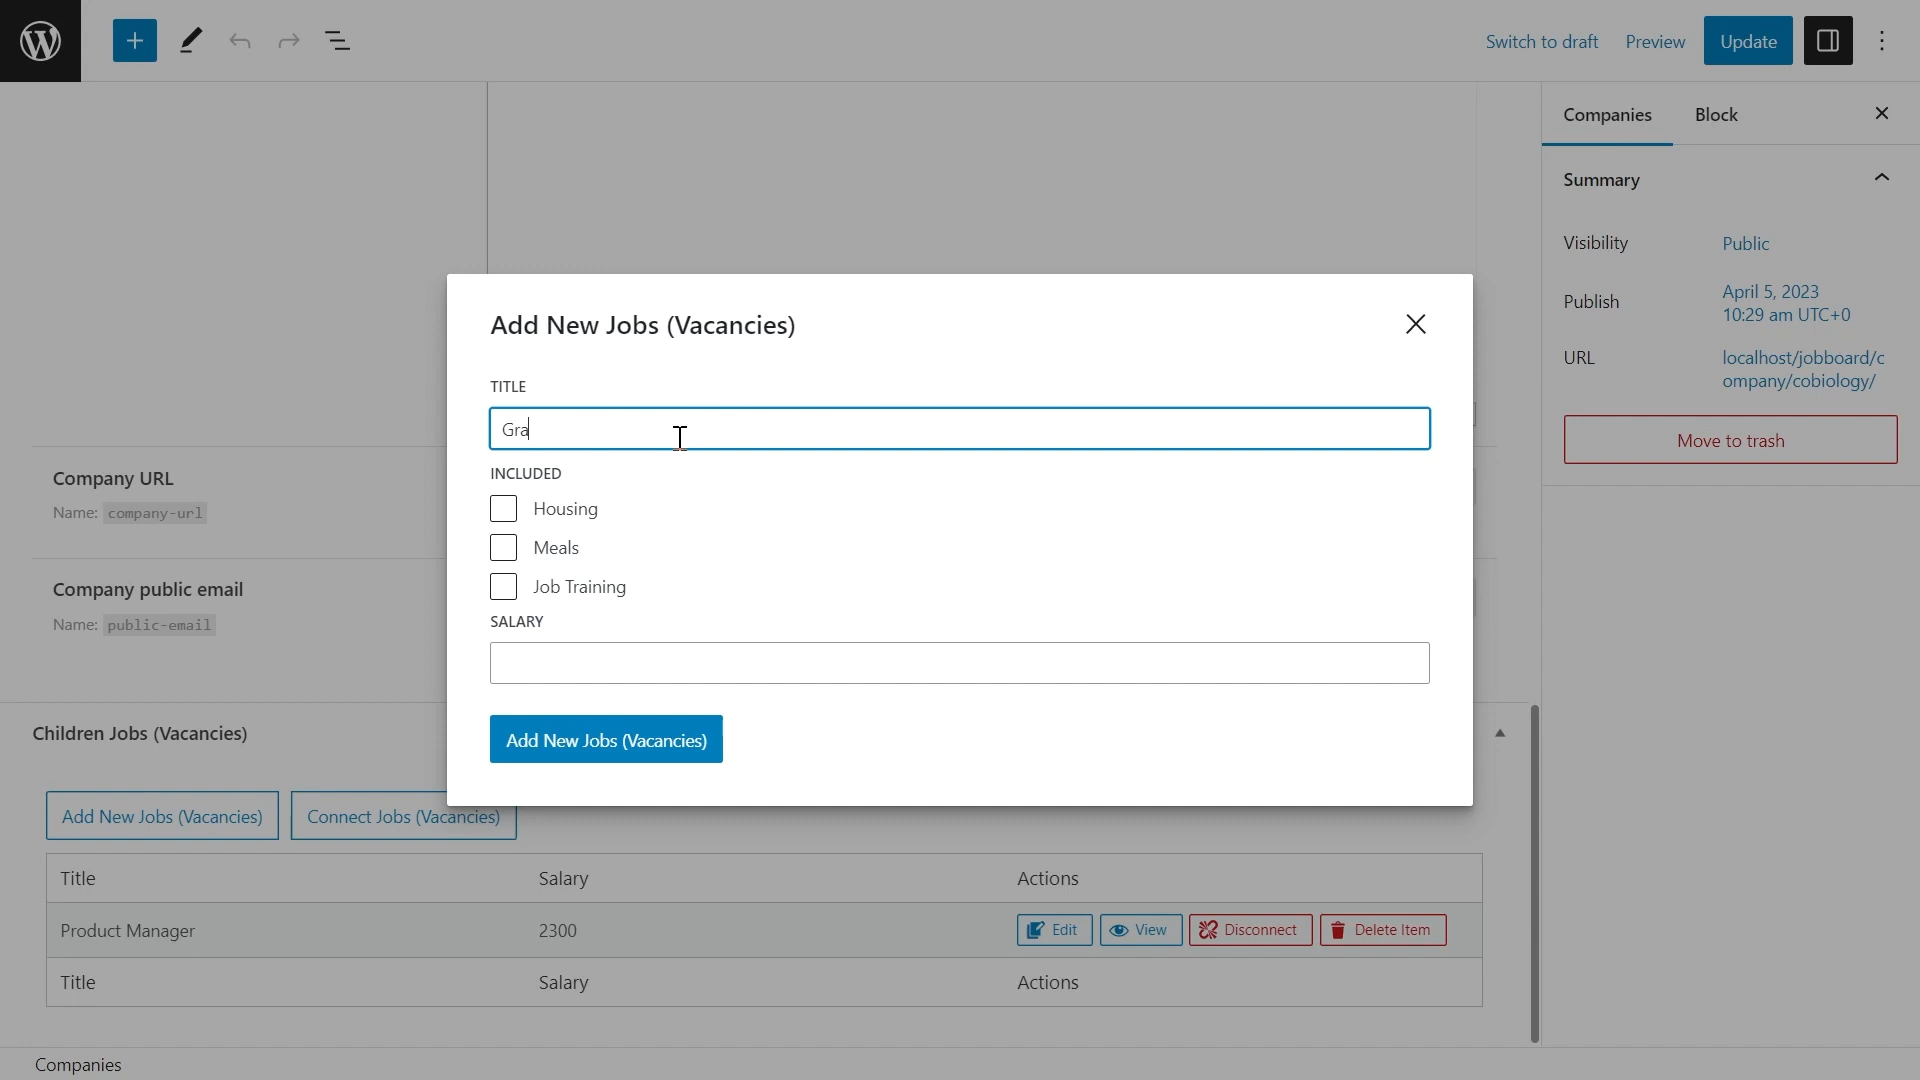 Switch to draft
Preview
Update
Companies
Block
Summary
Visibility
Public
Publish
April 5, 2023
10:29 am UTC+0
URL
localhost/jobboard/c
ompany/cobiology/
Move to trash
Add New Jobs (Vacancies)
TITLE
Gra
INCLUDED
Housing
Meals
Job Training
SALARY
Add New Jobs (Vacancies)
Company URL
Name: company-url
Company public email
Name: public-email
Children Jobs (Vacancies)
Add New Jobs (Vacancies)
Connect Jobs (Vacancies)
Title Salary Actions
Product Manager 2300 Edit View Disconnect Delete Item
Title Salary Actions
Companies